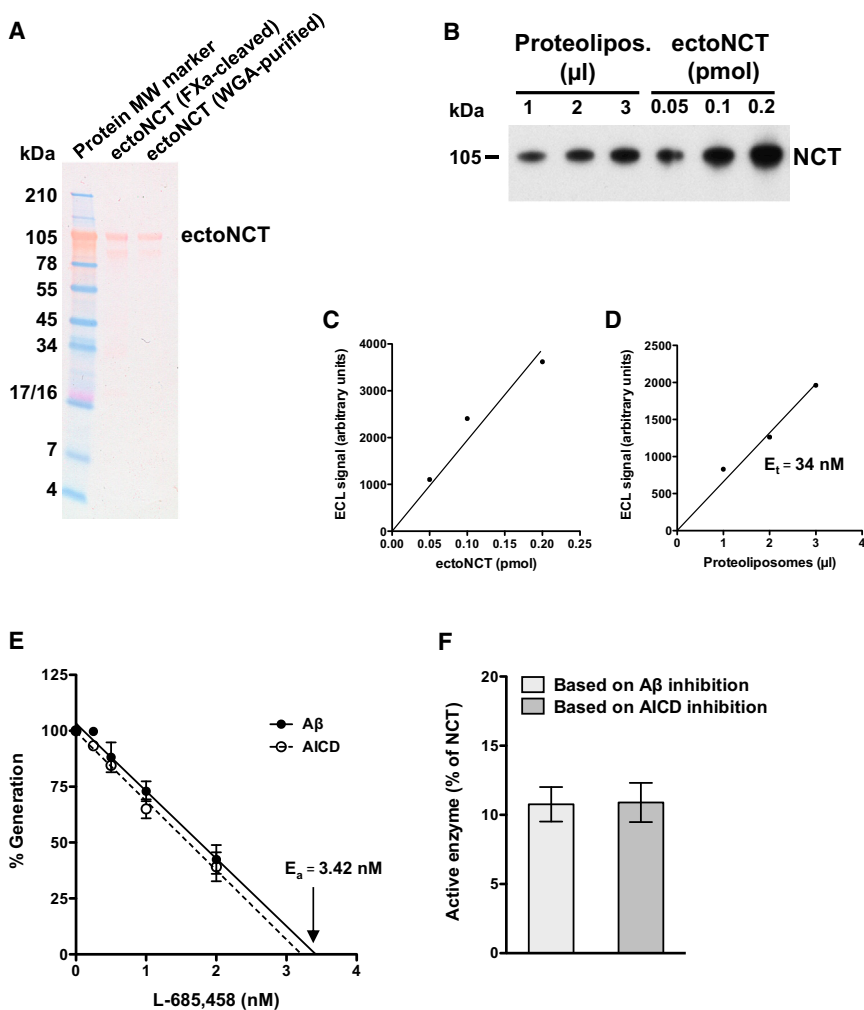 A
Protein MW marker
ectoNCT (FXa-cleaved)
ectoNCT (WGA-purified)
kDa
210
105
78
55
45
34
17/16
7
4
ectoNCT
B
Proteolipos.
(µl)
ectoNCT
(pmol)
kDa
1 2 3 0.05 0.1 0.2
105
NCT
C
ECL signal (arbitrary units)
4000
3000
2000
1000
0
0.00 0.05 0.10 0.15 0.20 0.25
ectoNCT (pmol)
D
ECL signal (arbitrary units)
2500
2000
1500
1000
500
0
Et = 34 nM
0 1 2 3 4
Proteoliposomes (µl)
E
% Generation
125
100
75
50
25
0
Aβ
AICD
Ea = 3.42 nM
0 1 2 3 4
L-685,458 (nM)
F
Active enzyme (% of NCT)
20
15
10
5
0
Based on Aβ inhibition
Based on AICD inhibition